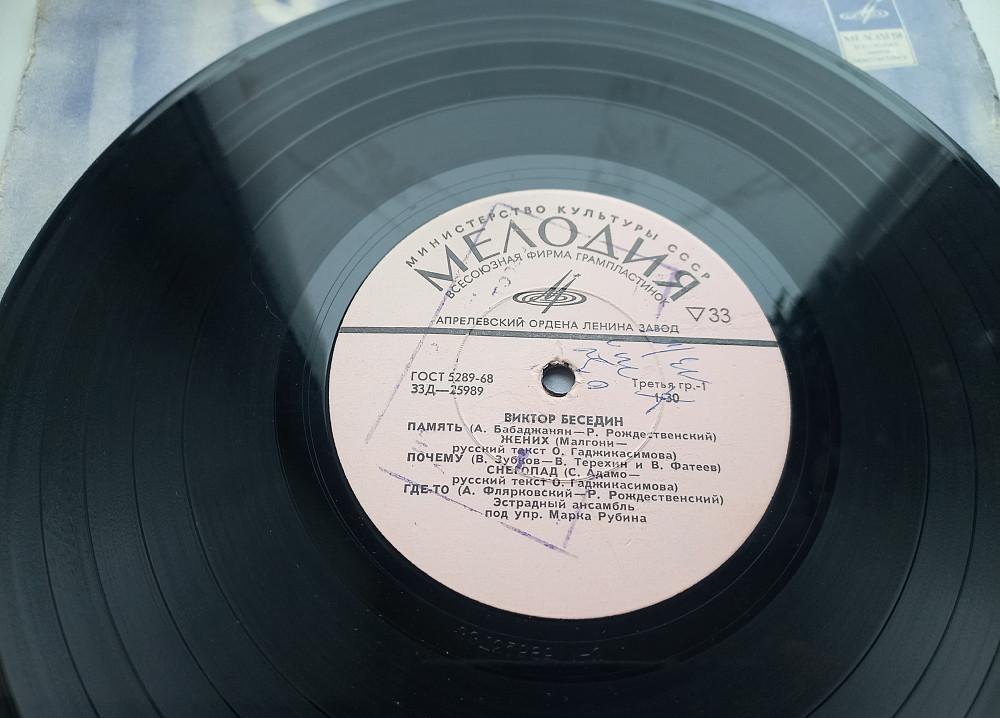 МЕЛОДИЯ
МИНИСТЕРСТВО КУЛЬТУРЫ СССР
МЕЛОДИЯ
ВСЕСОЮЗНАЯ ФИРМА ГРАМПЛАСТИНОК
▽33
АПРЕЛЕВСКИЙ ОРДЕНА ЛЕНИНА ЗАВОД
ГОСТ 5289-68
33Д—25989
Третья гр.-1
1-30
ВИКТОР БЕСЕДИН
ПАМЯТЬ (А. Бабаджанян—Р. Рождественский)
ЖЕНИХ (Малгони—
русский текст О. Гаджикасимова)
ПОЧЕМУ (В. Зубков—В. Терехин и В. Фатеев)
СНЕГОПАД (С. Адамо—
русский текст О. Гаджикасимова)
ГДЕ-ТО (А. Флярковский—Р. Рождественский)
Эстрадный ансамбль
под упр. Марка Рубина